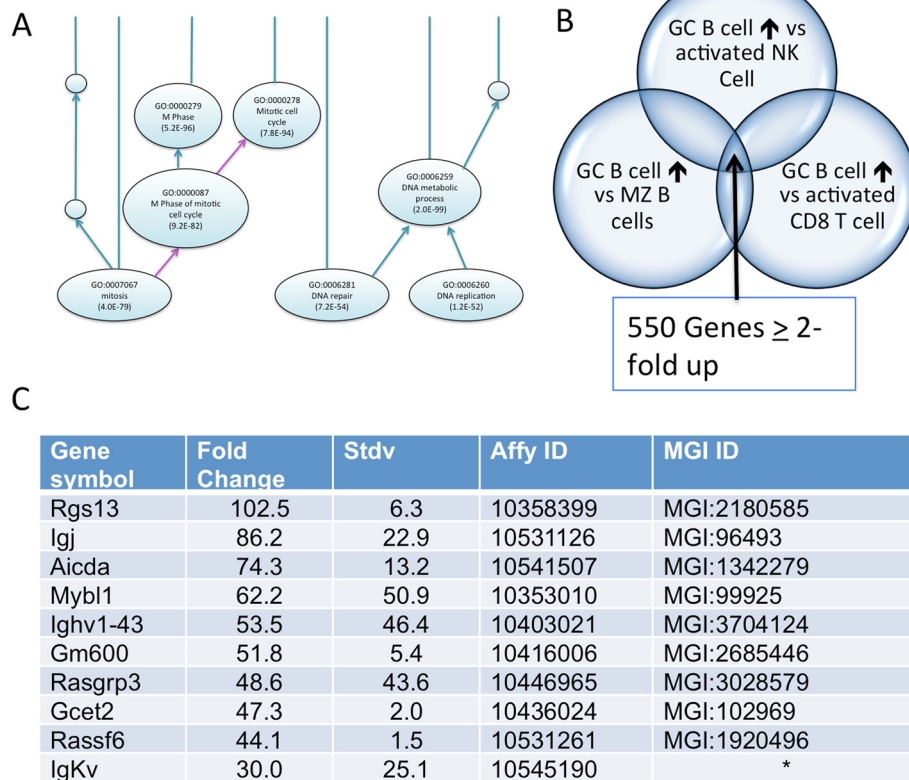 A
GO:0000279
M Phase
(5.2E-96)
GO:0000278
Mitotic cell
cycle
(7.8E-94)
GO:0000087
M Phase of mitotic
cell cycle
(9.2E-82)
GO:0006259
DNA metabolic
process
(2.0E-99)
GO:0007067
mitosis
(4.0E-79)
GO:0006281
DNA repair
(7.2E-54)
GO:0006260
DNA replication
(1.2E-52)
B
GC B cell ↑ vs
activated NK
Cell
GC B cell ↑
vs MZ B
cells
GC B cell ↑
vs activated
CD8 T cell
550 Genes ≥ 2-
fold up
C
Gene symbol Fold Change Stdv Affy ID MGI ID
Rgs13 102.5 6.3 10358399 MGI:2180585
Igj 86.2 22.9 10531126 MGI:96493
Aicda 74.3 13.2 10541507 MGI:1342279
Mybl1 62.2 50.9 10353010 MGI:99925
Ighv1-43 53.5 46.4 10403021 MGI:3704124
Gm600 51.8 5.4 10416006 MGI:2685446
Rasgrp3 48.6 43.6 10446965 MGI:3028579
Gcet2 47.3 2.0 10436024 MGI:102969
Rassf6 44.1 1.5 10531261 MGI:1920496
IgKv 30.0 25.1 10545190 *